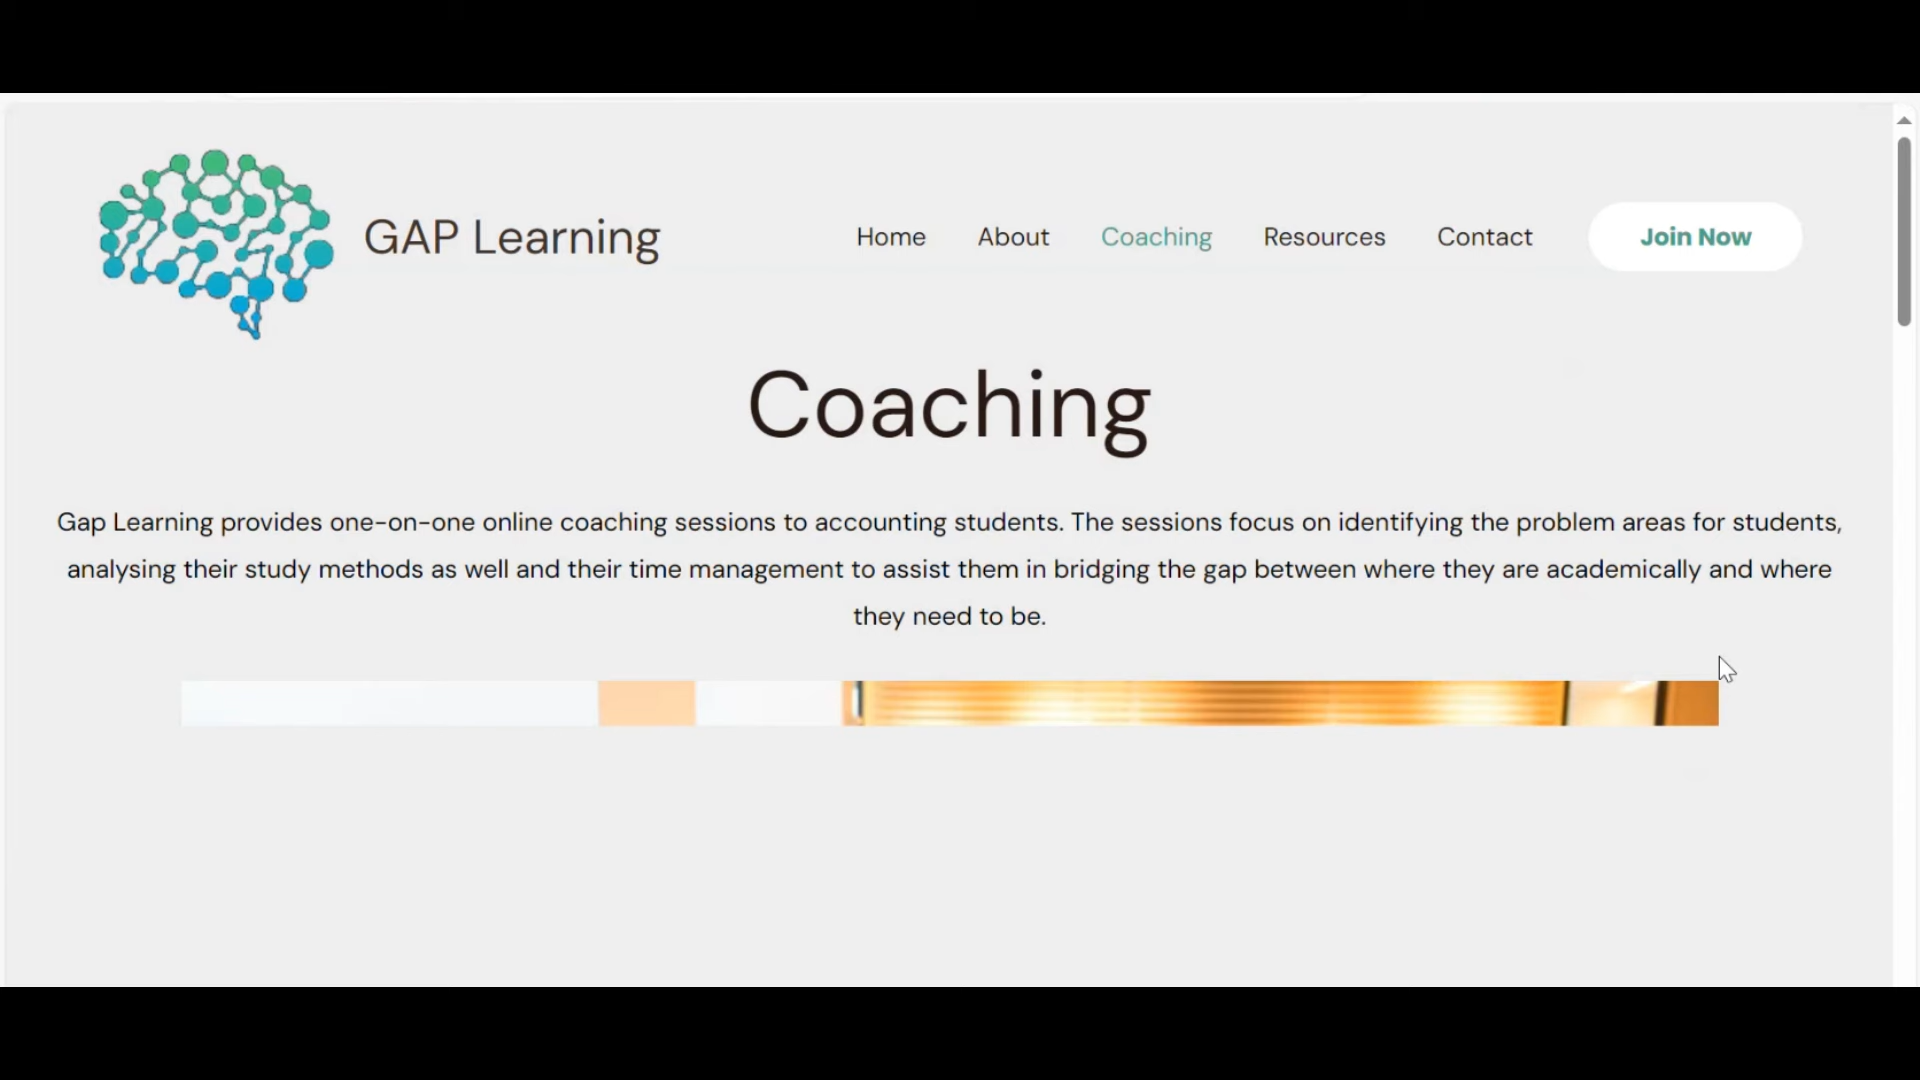 GAP Learning
Home About Coaching Resources Contact Join Now
Coaching
Gap Learning provides one-on-one online coaching sessions to accounting students. The sessions focus on identifying the problem areas for students,
analysing their study methods as well and their time management to assist them in bridging the gap between where they are academically and where
they need to be.